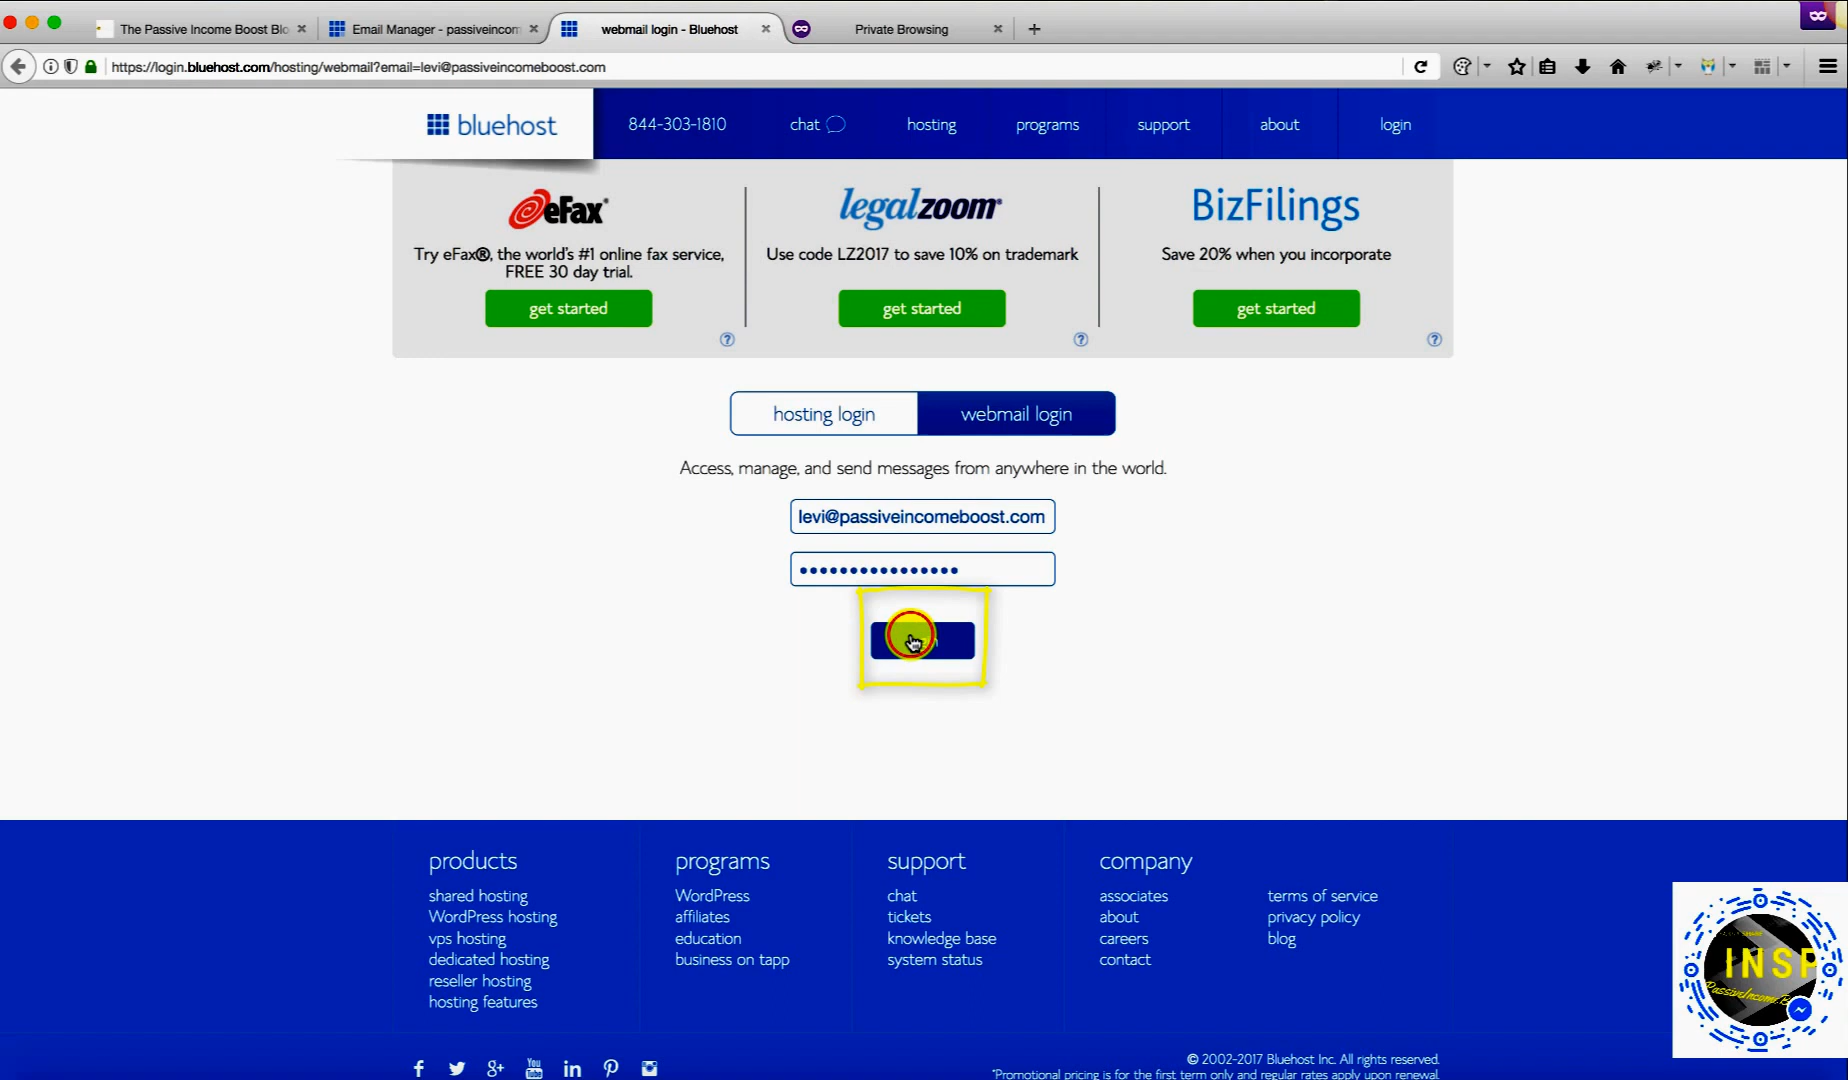 The Passive Income Boost Blo
Email Manager - passiveincom
webmail login - Bluehost
Private Browsing
https://login.bluehost.com/hosting/webmail?email=levi@passiveincomeboost.com
bluehost
844-303-1810
chat
hosting
programs
support
about
login
eFax®
Try eFax®, the world's #1 online fax service,
FREE 30 day trial.
get started
?
legalzoom®
Use code LZ2017 to save 10% on trademark
get started
?
BizFilings
Save 20% when you incorporate
get started
?
hosting login
webmail login
Access, manage, and send messages from anywhere in the world.
levi@passiveincomeboost.com
products
shared hosting
WordPress hosting
vps hosting
dedicated hosting
reseller hosting
hosting features
programs
WordPress
affiliates
education
business on tapp
support
chat
tickets
knowledge base
system status
company
associates
about
careers
contact
terms of service
privacy policy
blog
© 2002-2017 Bluehost Inc. All rights reserved.
*Promotional pricing is for the first term only and regular rates apply upon renewal.
You
Tube
INSP
PassiveIncome.B